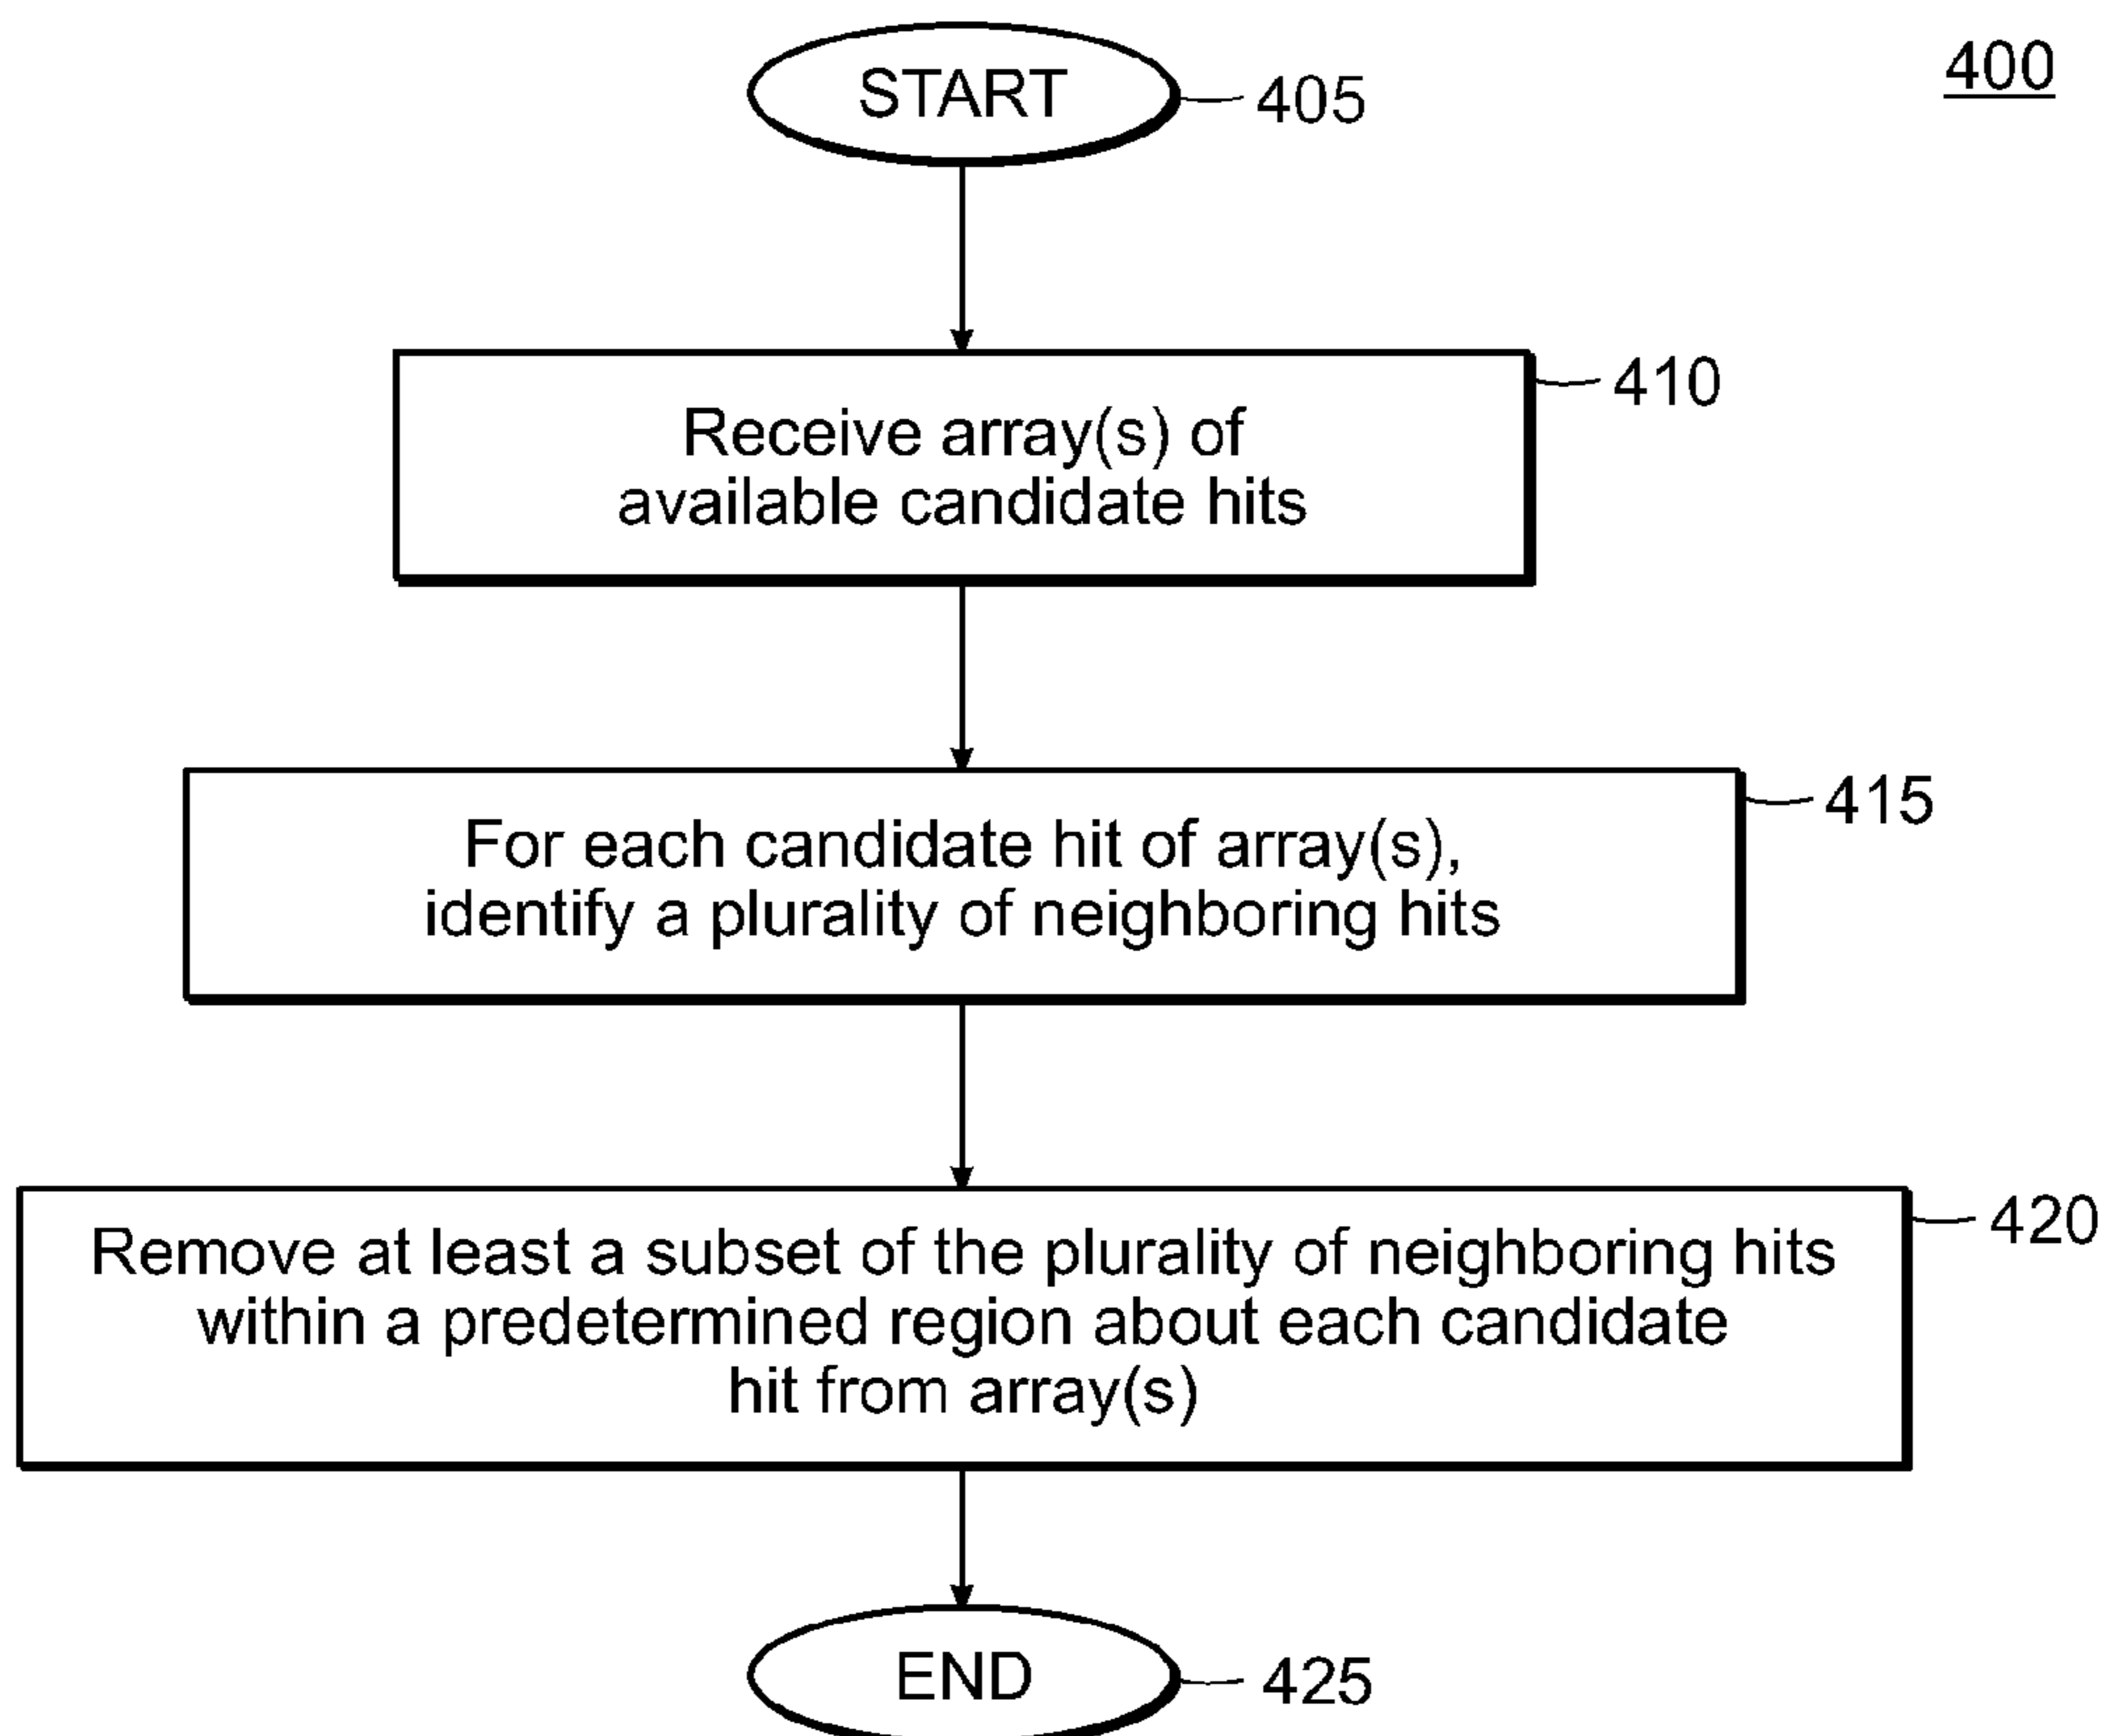 400
START
405
Receive array(s) of
available candidate hits
410
For each candidate hit of array(s),
identify a plurality of neighboring hits
415
Remove at least a subset of the plurality of neighboring hits
within a predetermined region about each candidate
hit from array(s)
420
END
425